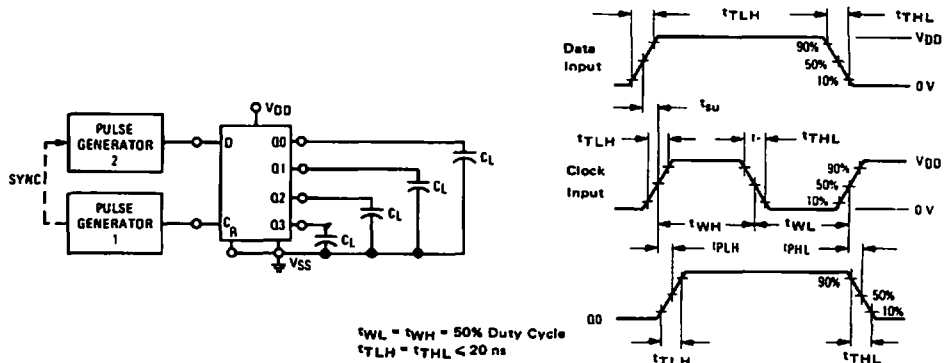 PULSE
GENERATOR
2
SYNC
PULSE
GENERATOR
1
VDD
D
C
R
Q0
Q1
Q2
Q3
VSS
CL
CL
CL
CL
tWL = tWH = 50% Duty Cycle
tTLH = tTHL ≤ 20 ns
Data
Input
tTLH
tTHL
90%
50%
10%
VDD
0 V
tsu
Clock
Input
tTLH
tTHL
90%
50%
10%
VDD
0 V
tWH
tWL
tPLH
tPHL
Q0
90%
50%
10%
tTLH
tTHL